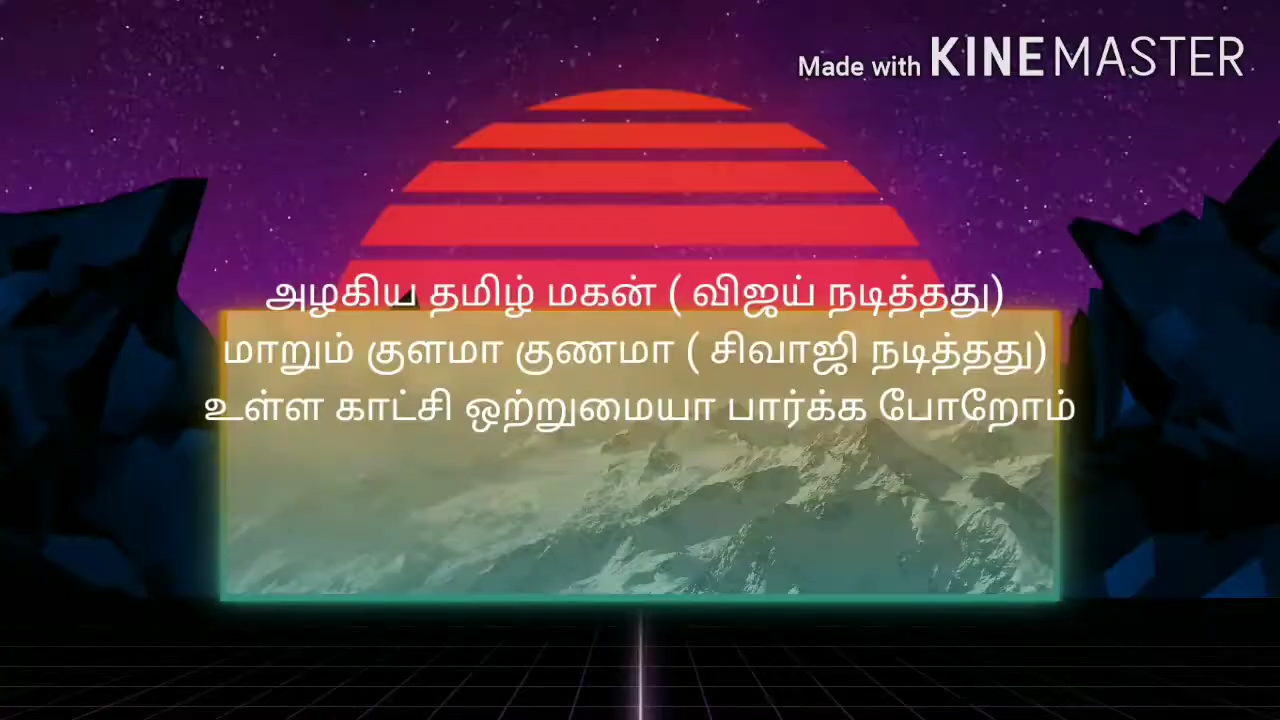 Made with KINEMASTER
அழகிய தமிழ் மகன் ( விஜய் நடித்தது)
மாறும் குளமா குணமா ( சிவாஜி நடித்தது)
உள்ள காட்சி ஒற்றுமையா பார்க்க போறோம்